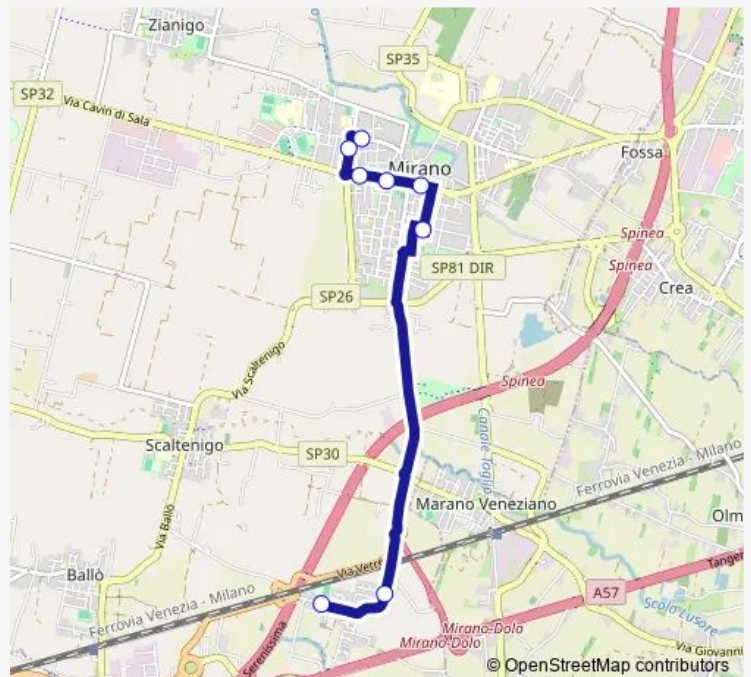 Zianigo
SP35
SP32
Via Cavin di Sala
Mirano
Fossa
Spinea
Spinea
SP81 DIR
Crea
SP26
Via Scaltenigo
Spinea
Canale Taglio
Scaltenigo
SP30
Ferrovia Venezia - Milano
Via Ballò
Marano Veneziano
Olm
Via Vetre
Ballò
Ferrovia Venezia - Milano
A57
Tanger
Scolo Lusore
Serenissima
Mirano-Dolo
Mirano-Dolo
Via Giovanni
© OpenStreetMap contributors